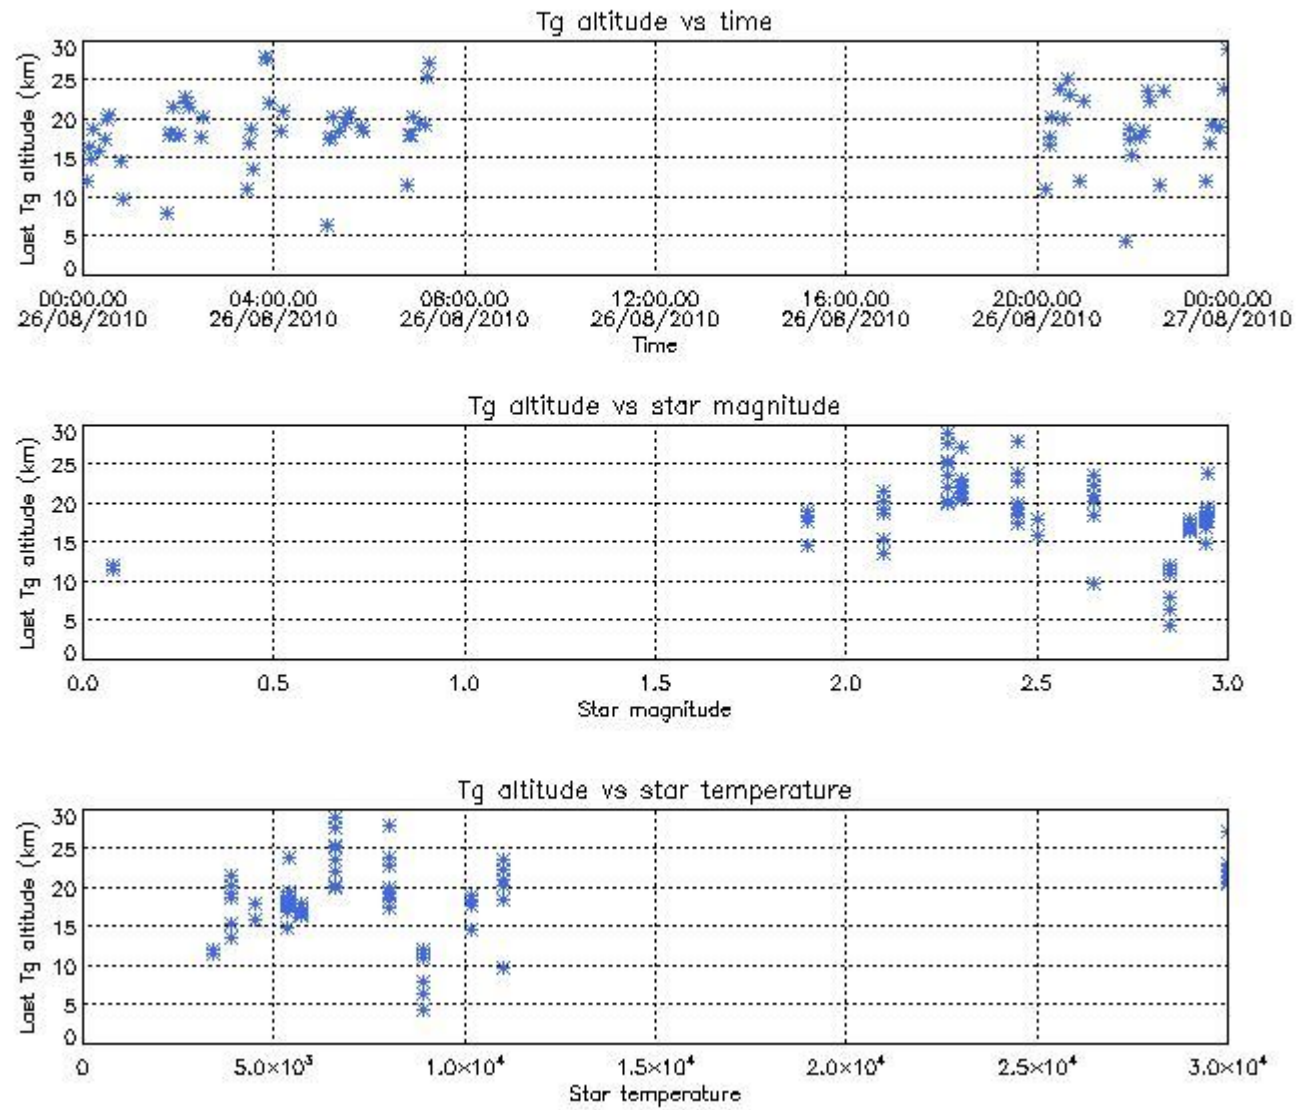 Tg altitude vs time
Last Tg altitude (km)
30
25
20
15
10
5
0
00:00.00 04:00.00 08:00.00 12:00.00 16:00.00 20:00.00 00:00.00
26/08/2010 26/08/2010 26/08/2010 26/08/2010 26/08/2010 26/08/2010 27/08/2010
Time
Tg altitude vs star magnitude
Last Tg altitude (km)
30
25
20
15
10
5
0
0.0 0.5 1.0 1.5 2.0 2.5 3.0
Star magnitude
Tg altitude vs star temperature
Last Tg altitude (km)
30
25
20
15
10
5
0
0 5.0×10³ 1.0×10⁴ 1.5×10⁴ 2.0×10⁴ 2.5×10⁴ 3.0×10⁴
Star temperature